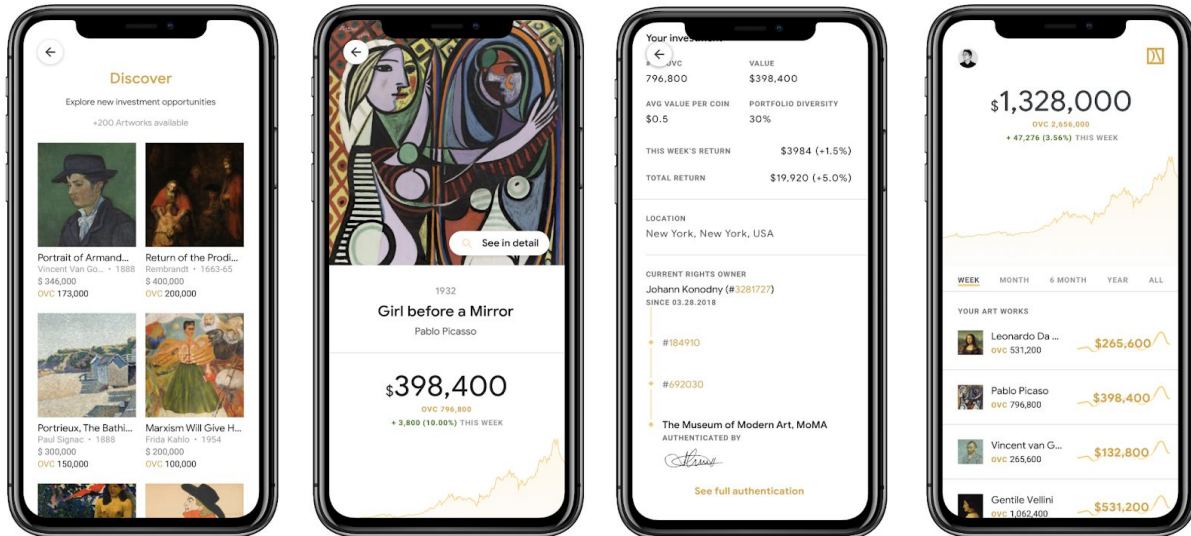 Discover
Explore new investment opportunities
+200 Artworks available
Portrait of Armand...
Vincent Van Go... • 1888
$ 346,000
OVC 173,000
Return of the Prodi...
Rembrandt • 1663-65
$ 400,000
OVC 200,000
Portrieux, The Bathi...
Paul Signac • 1888
$ 300,000
OVC 150,000
Marxism Will Give H...
Frida Kahlo • 1954
$ 200,000
OVC 100,000
See in detail
1932
Girl before a Mirror
Pablo Picasso
$398,400
OVC 796,800
+ 3,800 (10.00%) THIS WEEK
Your investment
OVC
796,800
VALUE
$398,400
AVG VALUE PER COIN
$0.5
PORTFOLIO DIVERSITY
30%
THIS WEEK'S RETURN $3984 (+1.5%)
TOTAL RETURN $19,920 (+5.0%)
LOCATION
New York, New York, USA
CURRENT RIGHTS OWNER
Johann Konodny (#3281727)
SINCE 03.28.2018
#184910
#692030
The Museum of Modern Art, MoMA
AUTHENTICATED BY
See full authentication
$1,328,000
OVC 2,656,000
+ 47,276 (3.56%) THIS WEEK
WEEK MONTH 6 MONTH YEAR ALL
YOUR ART WORKS
Leonardo Da ...
OVC 531,200
$265,600
Pablo Picaso
OVC 796,800
$398,400
Vincent van G...
OVC 265,600
$132,800
Gentile Vellini
OVC 1,062,400
$531,200